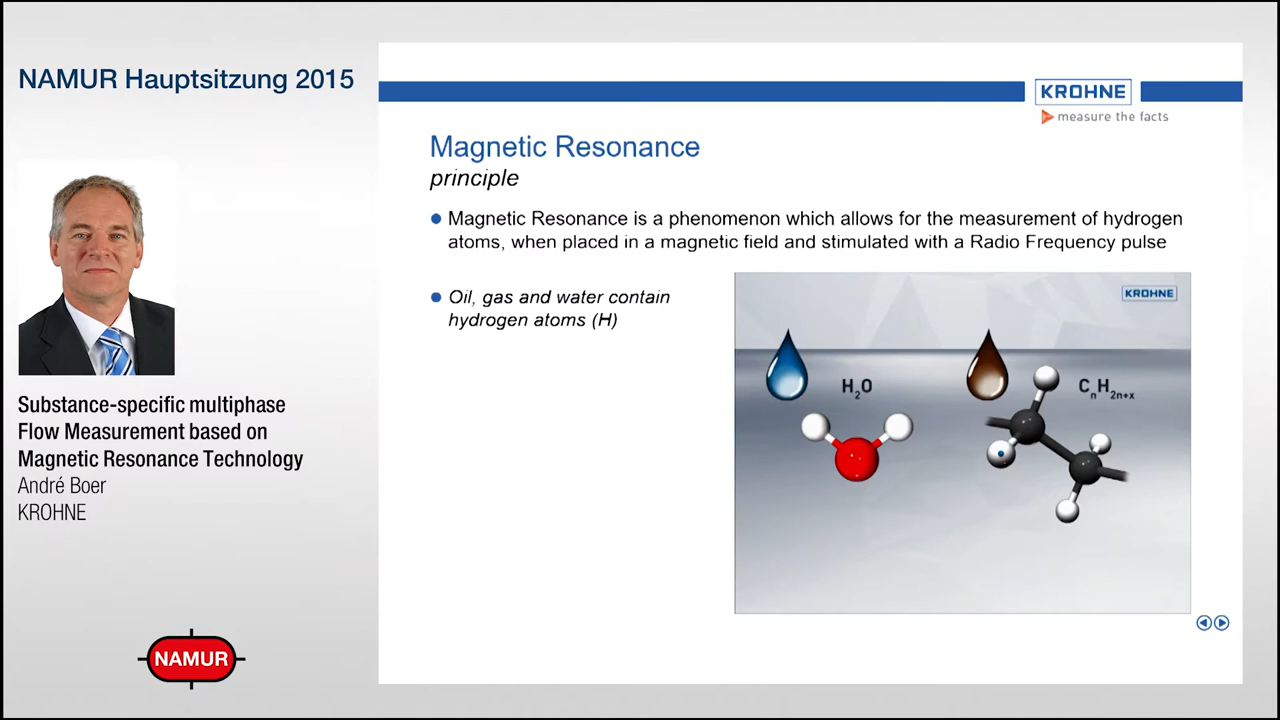 NAMUR Hauptsitzung 2015
Substance-specific multiphase
Flow Measurement based on
Magnetic Resonance Technology
André Boer
KROHNE
NAMUR
KROHNE
measure the facts
Magnetic Resonance
principle
Magnetic Resonance is a phenomenon which allows for the measurement of hydrogen
atoms, when placed in a magnetic field and stimulated with a Radio Frequency pulse
Oil, gas and water contain
hydrogen atoms (H)
KROHNE
H₂O
CₙH₂ₙ₊ₓ